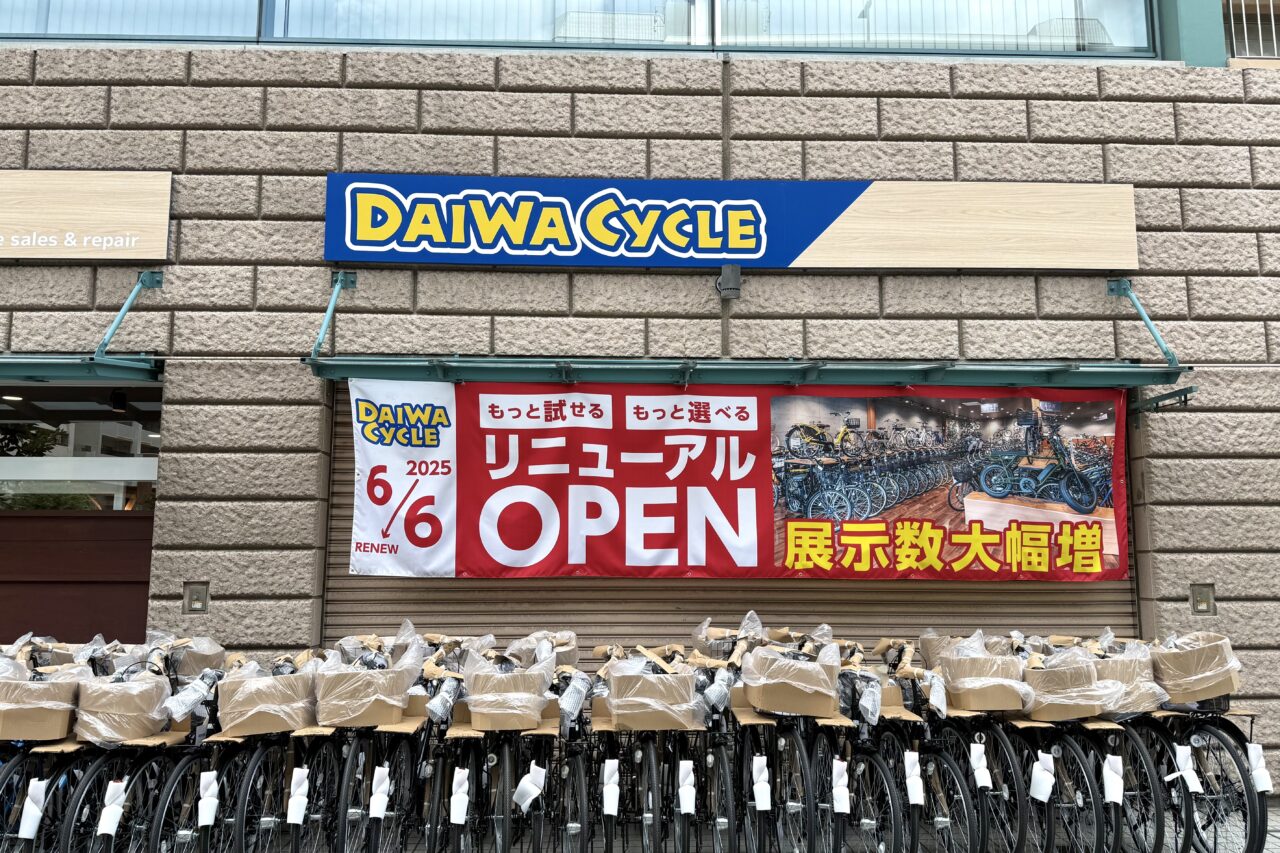 DAIWA CYCLE
e sales & repair
DAIWA
CYCLE
2025
6/6
RENEW
もっと試せる もっと選べる
リニューアル
OPEN
展示数大幅増